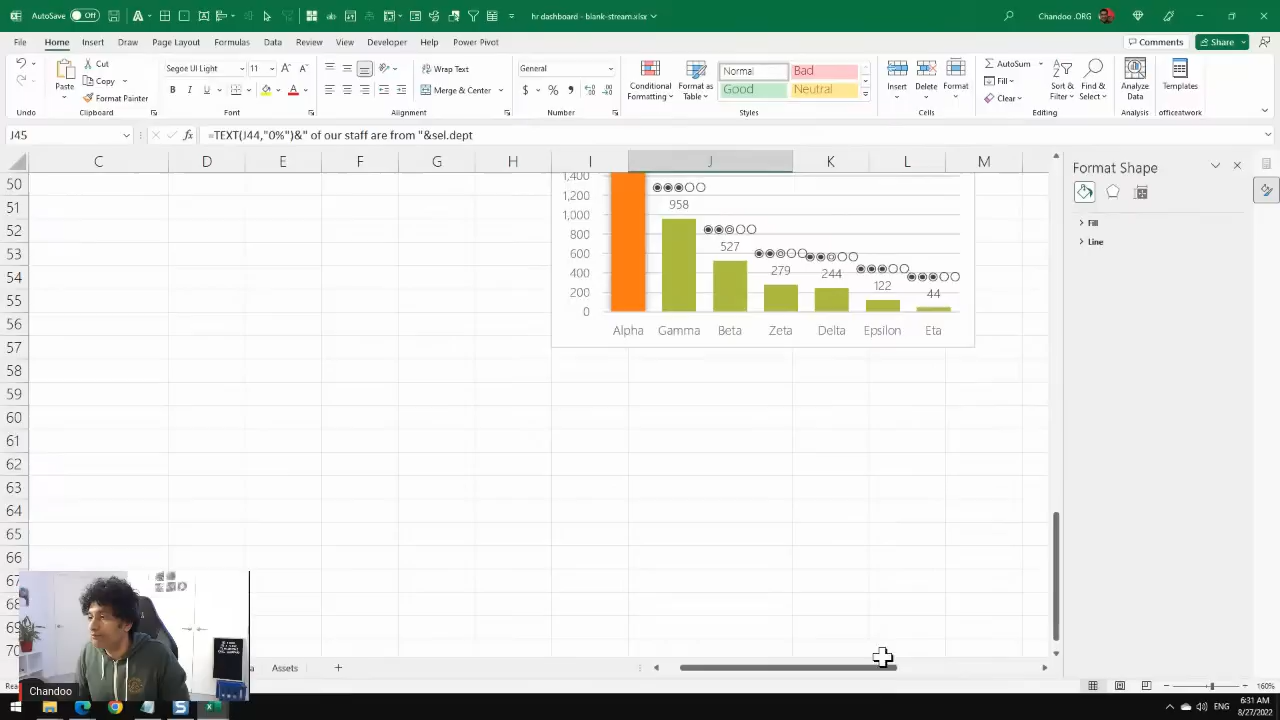 AutoSave Off hr dashboard - blank-stream.xlsx Chandoo .ORG
File Home Insert Draw Page Layout Formulas Data Review View Developer Help Power Pivot Comments Share
Cut Segoe UI Light 11 Wrap Text General Normal Bad AutoSum
Paste Copy Conditional Format as Insert Delete Format Fill Sort & Find & Analyze Templates
Format Painter B I U Merge & Center $ % Formatting Table Good Neutral Clear Filter Select Data
Undo Clipboard Font Alignment Number Styles Cells Editing Analysis officeatwork
J45 fx =TEXT(J44,"0%")&" of our staff are from "&sel.dept
C D E F G H I J K L M
Format Shape
Fill
Line
50
51
52
53
54
55
56
57
58
59
60
61
62
63
64
65
66
1,400
1,200
1,000
800
600
400
200
0
958
527
279
244
122
44
Alpha Gamma Beta Zeta Delta Epsilon Eta
Assets
Chandoo
160%
ENG
6:31 AM
8/27/2022